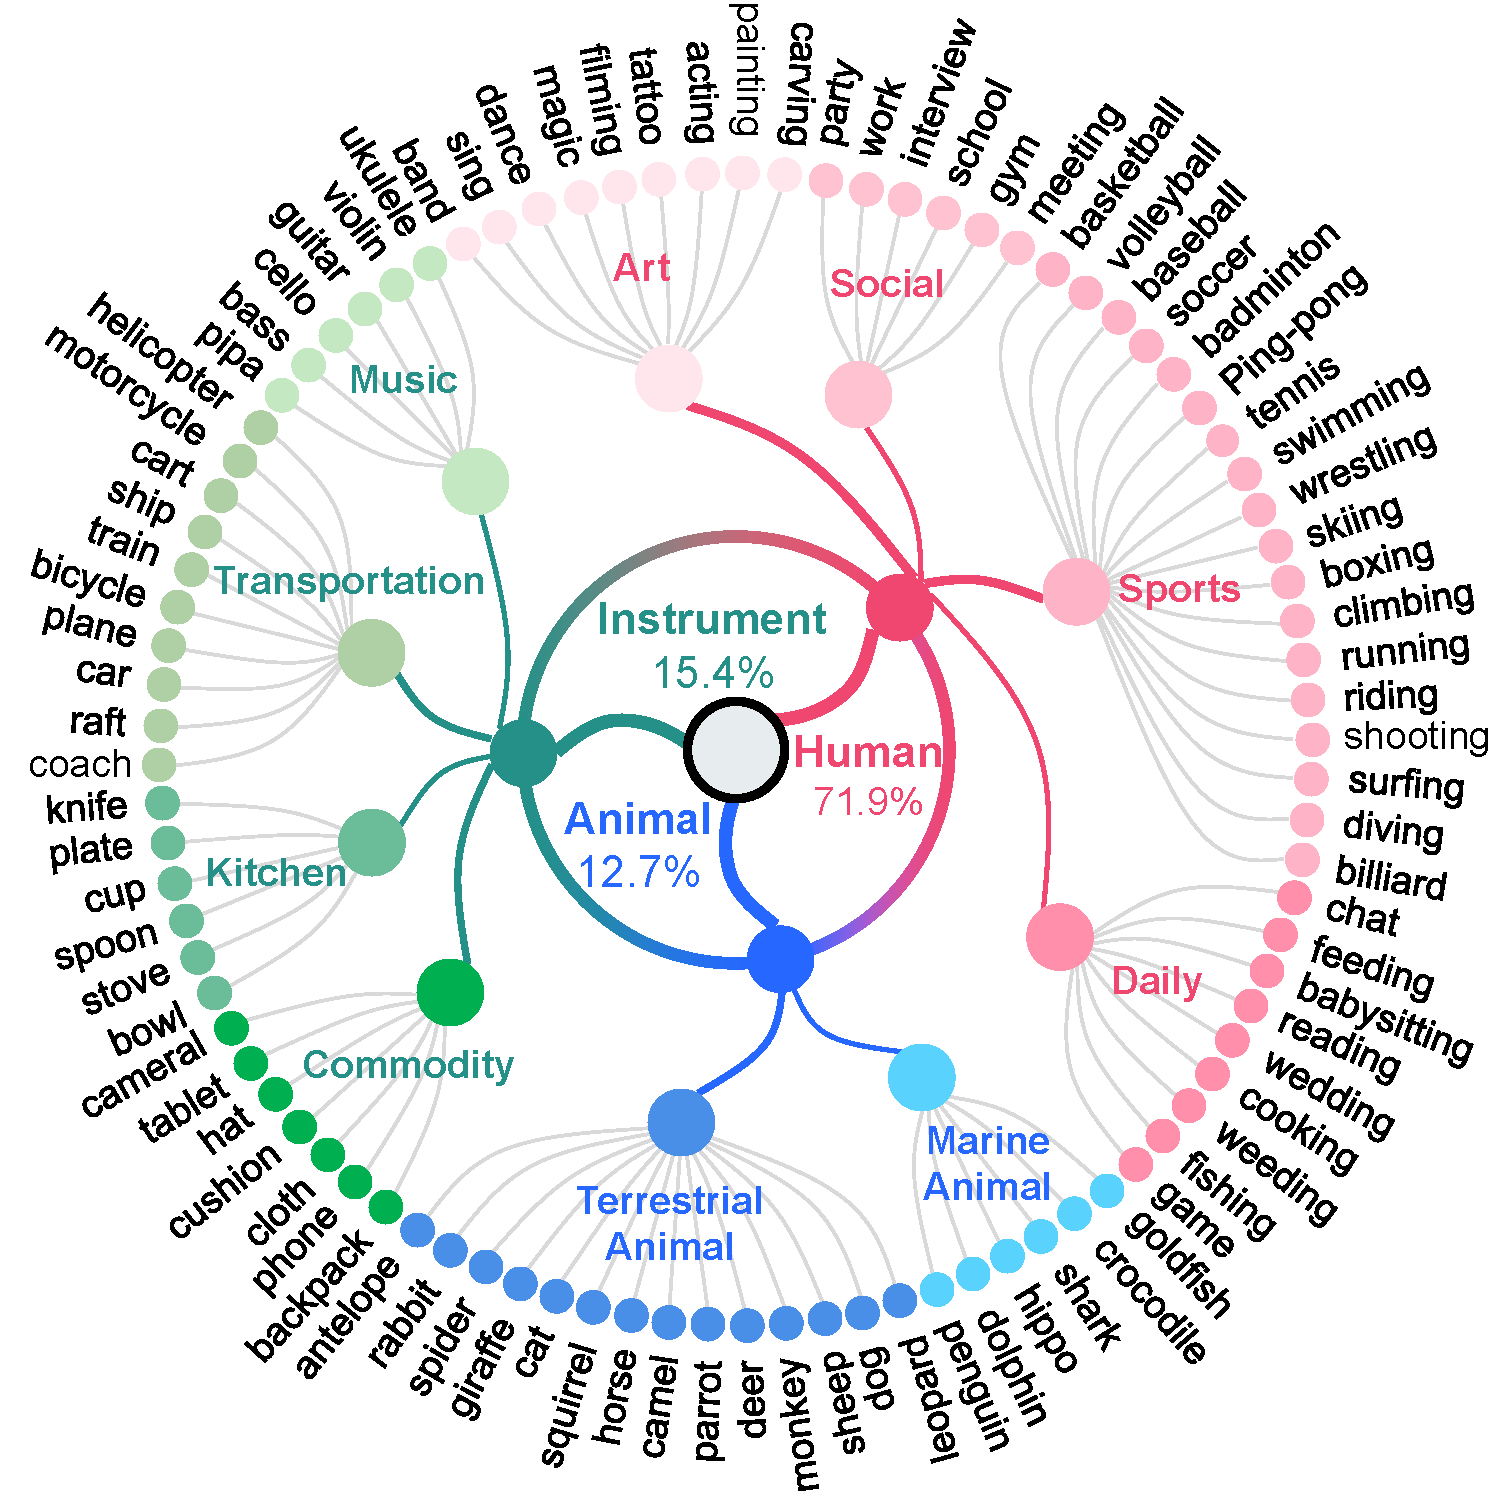 painting
carving
party
work
interview
school
gym
meeting
basketball
volleyball
baseball
soccer
badminton
Ping-pong
tennis
swimming
wrestling
skiing
boxing
climbing
running
riding
shooting
surfing
diving
billiard
chat
feeding
babysitting
reading
wedding
cooking
weeding
fishing
game
goldfish
crocodile
shark
hippo
dolphin
penguin
leopard
dog
sheep
monkey
deer
parrot
camel
horse
squirrel
cat
giraffe
spider
rabbit
antelope
backpack
phone
cloth
cushion
hat
tablet
cameral
bowl
stove
spoon
cup
plate
knife
coach
raft
car
plane
bicycle
train
ship
cart
motorcycle
helicopter
pipa
bass
cello
guitar
violin
ukulele
band
sing
dance
magic
filming
tattoo
acting
Art
Social
Music
Transportation
Sports
Instrument
15.4%
Human
71.9%
Animal
12.7%
Kitchen
Daily
Commodity
Marine
Animal
Terrestrial
Animal